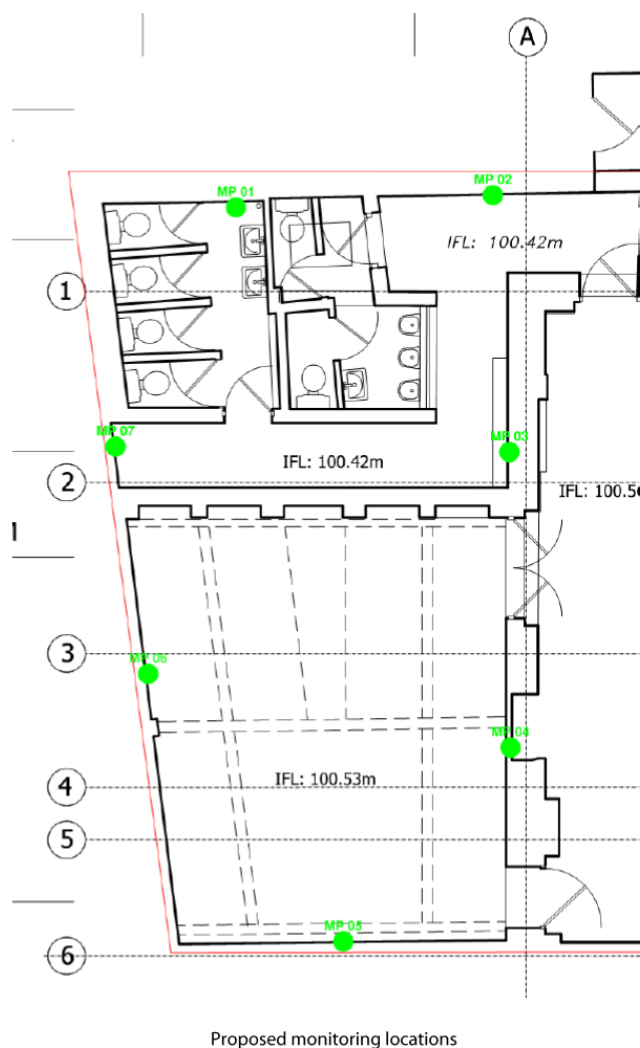 A
MP 01
MP 02
IFL: 100.42m
1
MP 07
MP 03
IFL: 100.42m
2
3
MP 06
MP 04
IFL: 100.53m
4
5
MP 05
6
Proposed monitoring locations